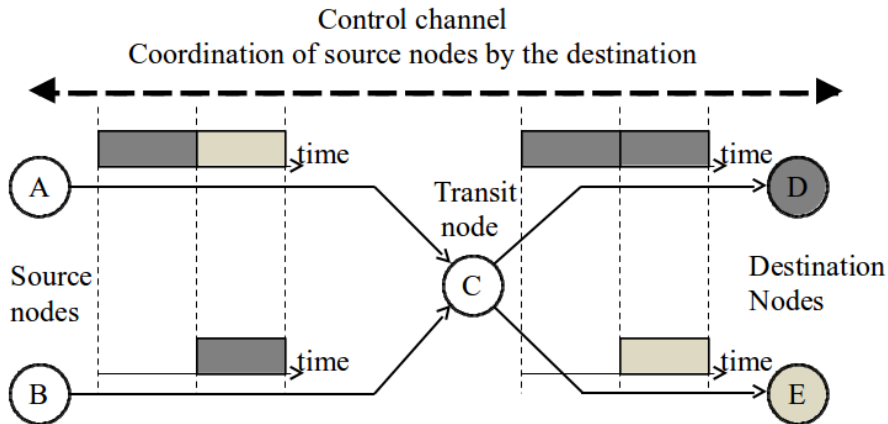 Control channel
Coordination of source nodes by the destination
time
time
A
Transit
node
D
Source
nodes
C
Destination
Nodes
time
time
B
E